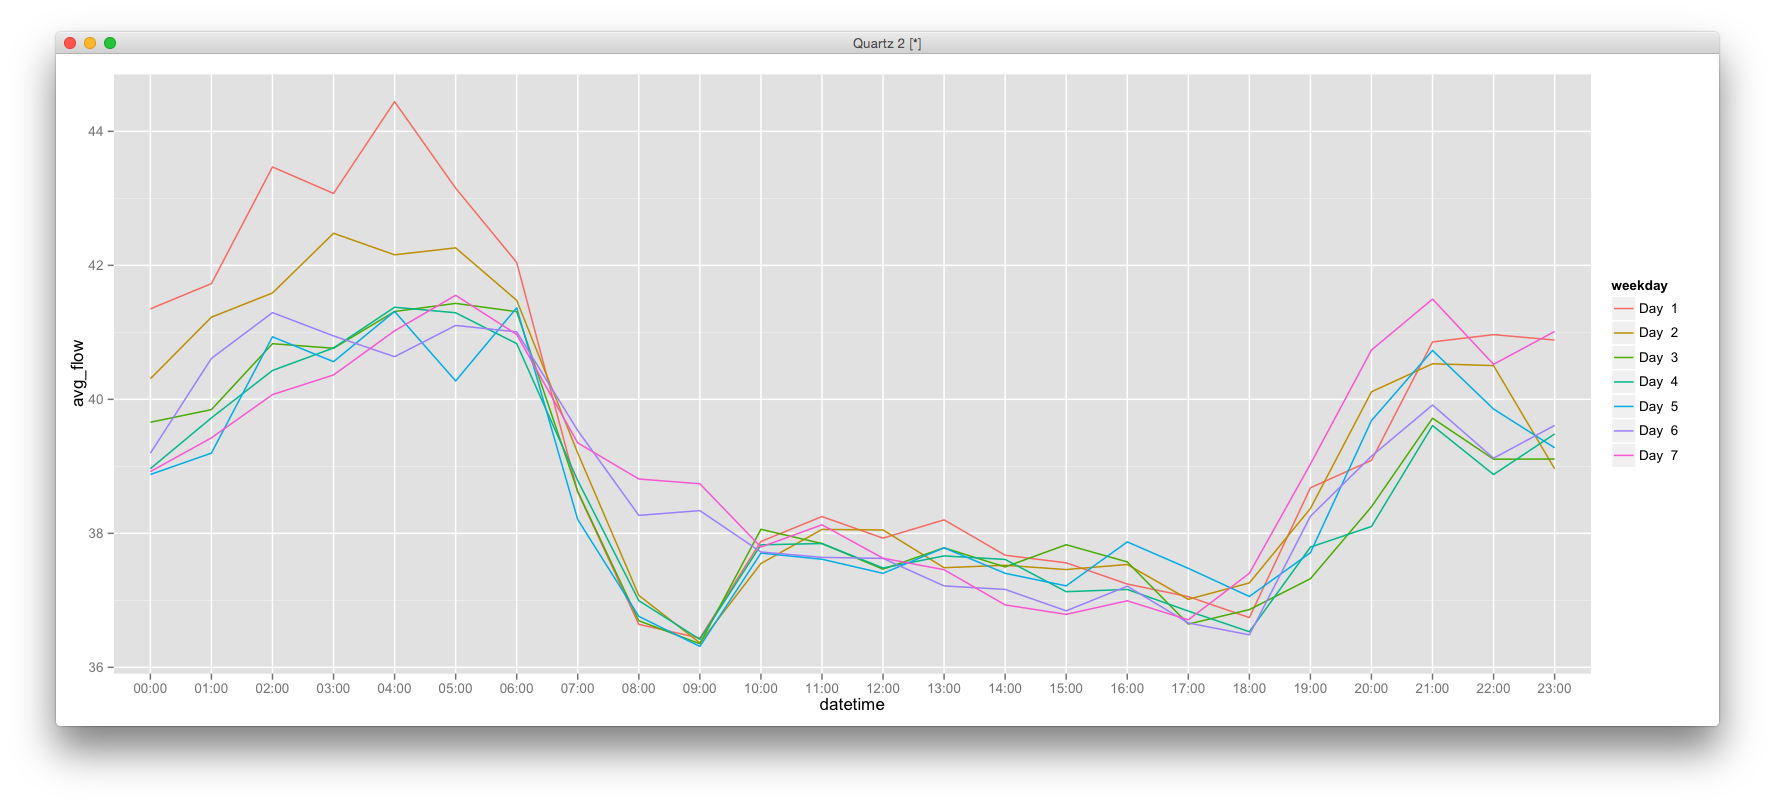 Quartz 2 [*]
avg_flow
44
42
40
38
36
00:00 01:00 02:00 03:00 04:00 05:00 06:00 07:00 08:00 09:00 10:00 11:00 12:00 13:00 14:00 15:00 16:00 17:00 18:00 19:00 20:00 21:00 22:00 23:00
datetime
weekday
Day 1
Day 2
Day 3
Day 4
Day 5
Day 6
Day 7